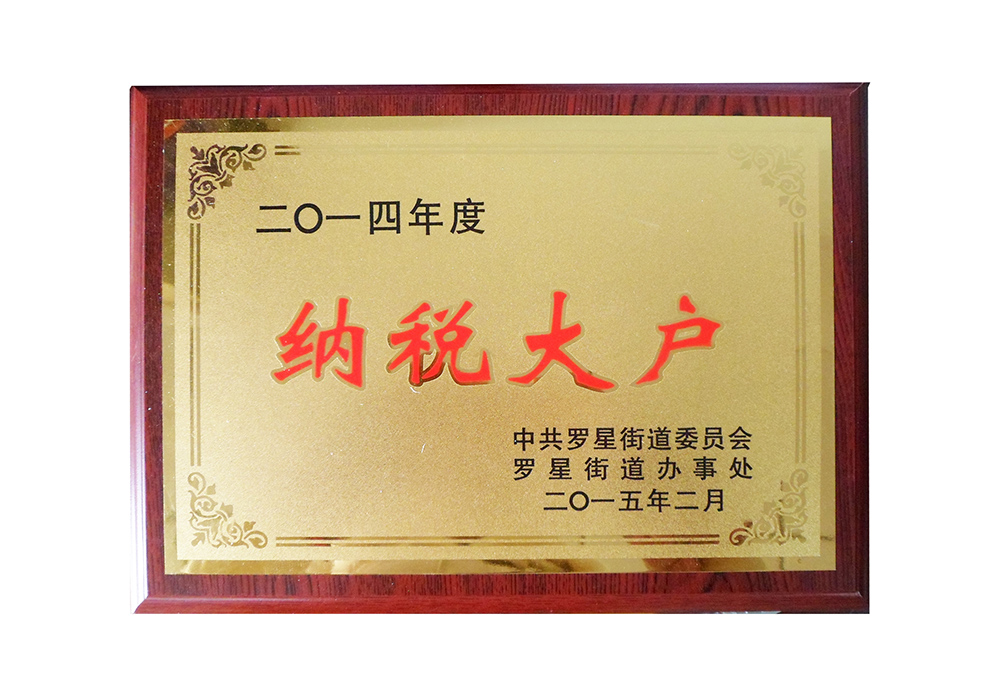 二〇一四年度
纳税大户
中共罗星街道委员会
罗星街道办事处
二〇一五年二月